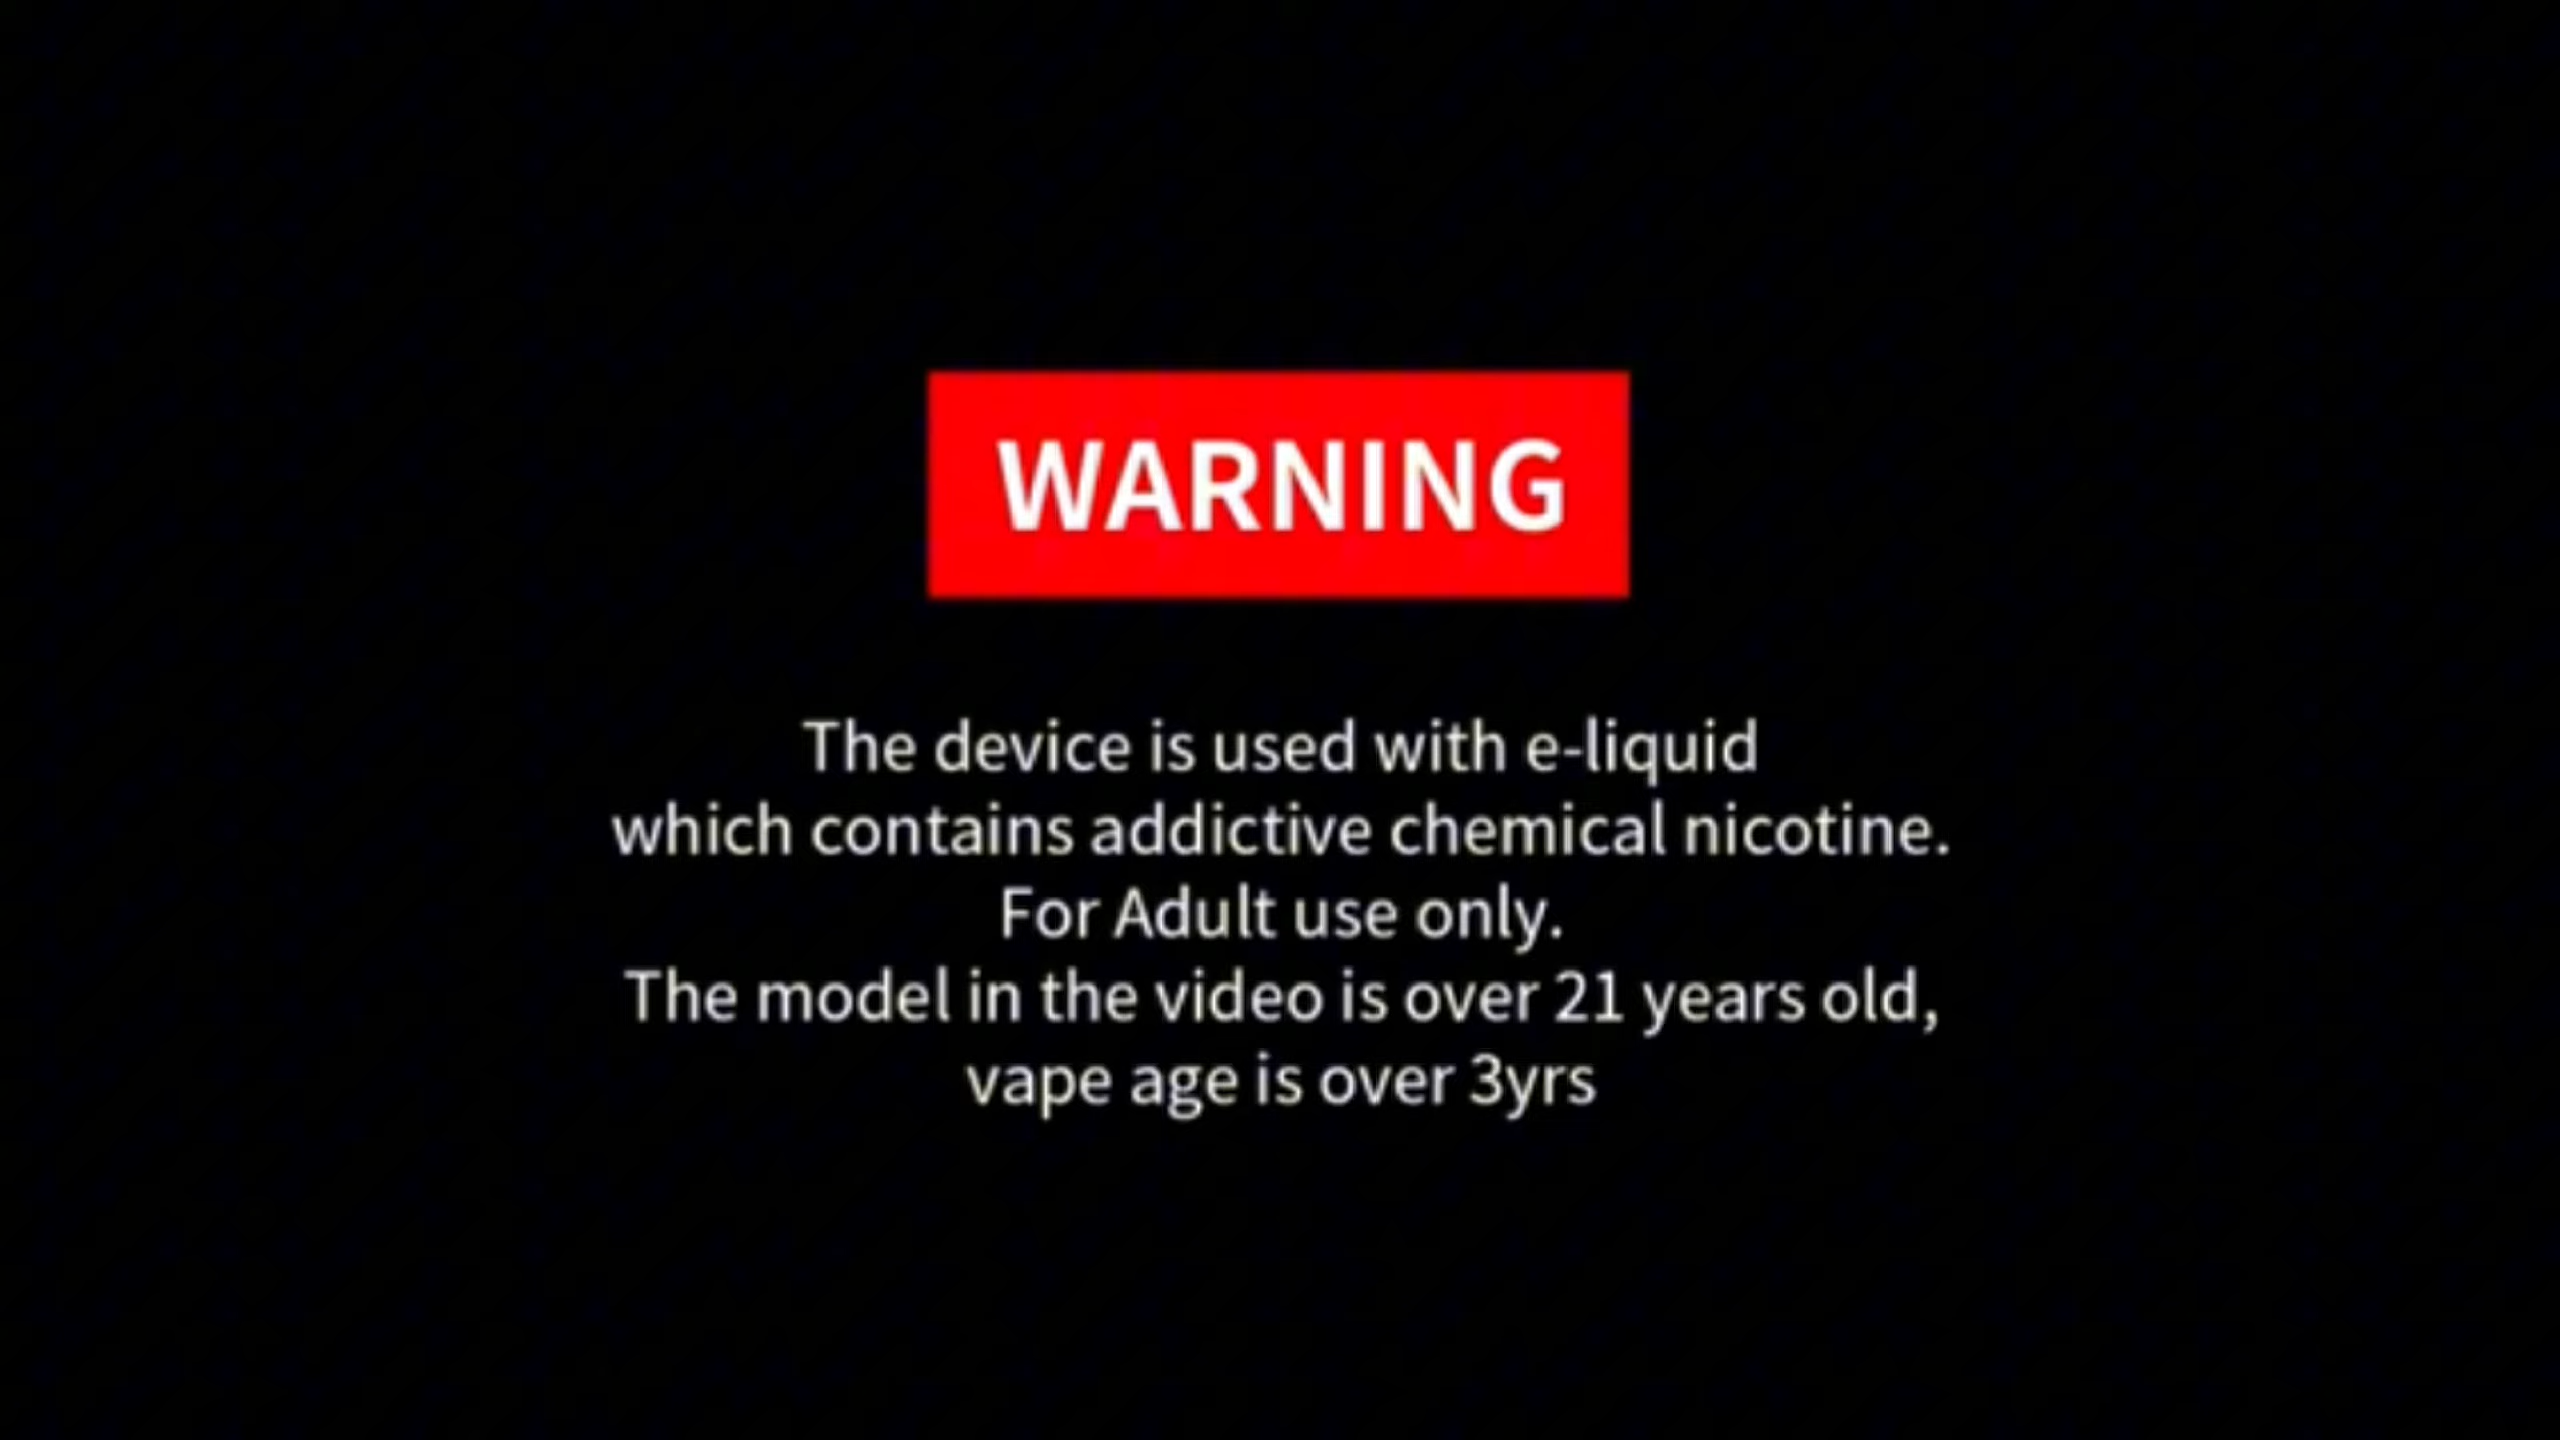 WARNING
The device is used with e-liquid
which contains addictive chemical nicotine.
For Adult use only.
The model in the video is over 21 years old,
vape age is over 3yrs